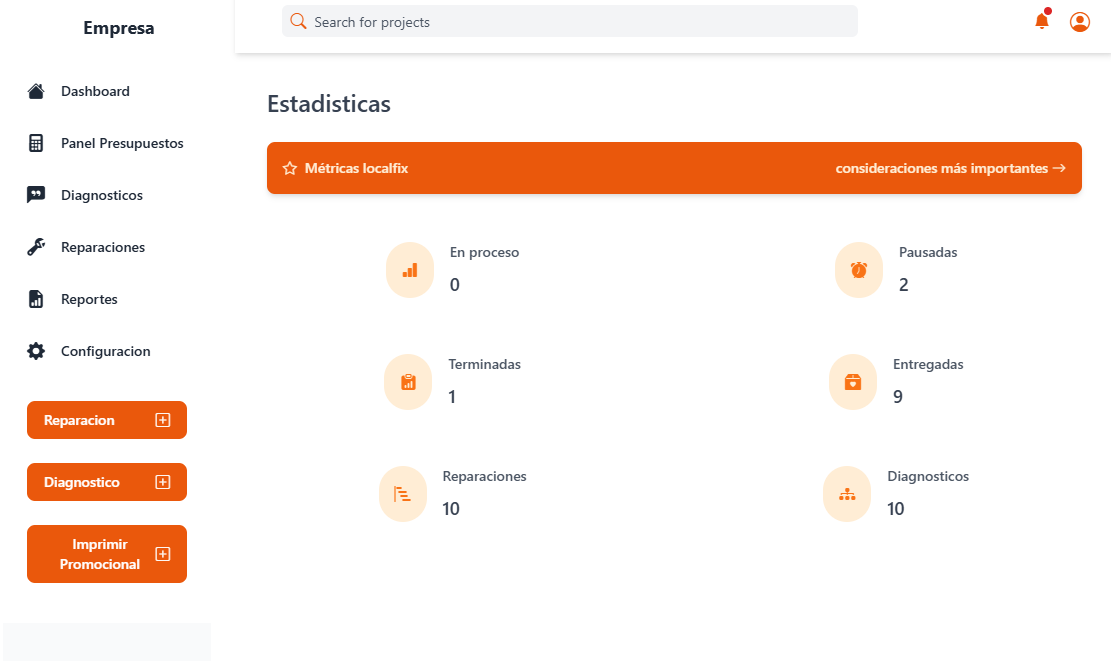 Empresa
Search for projects
Dashboard
Panel Presupuestos
Diagnosticos
Reparaciones
Reportes
Configuracion
Reparacion
Diagnostico
Imprimir
Promocional
Estadisticas
Métricas localfix
consideraciones más importantes →
En proceso
0
Pausadas
2
Terminadas
1
Entregadas
9
Reparaciones
10
Diagnosticos
10